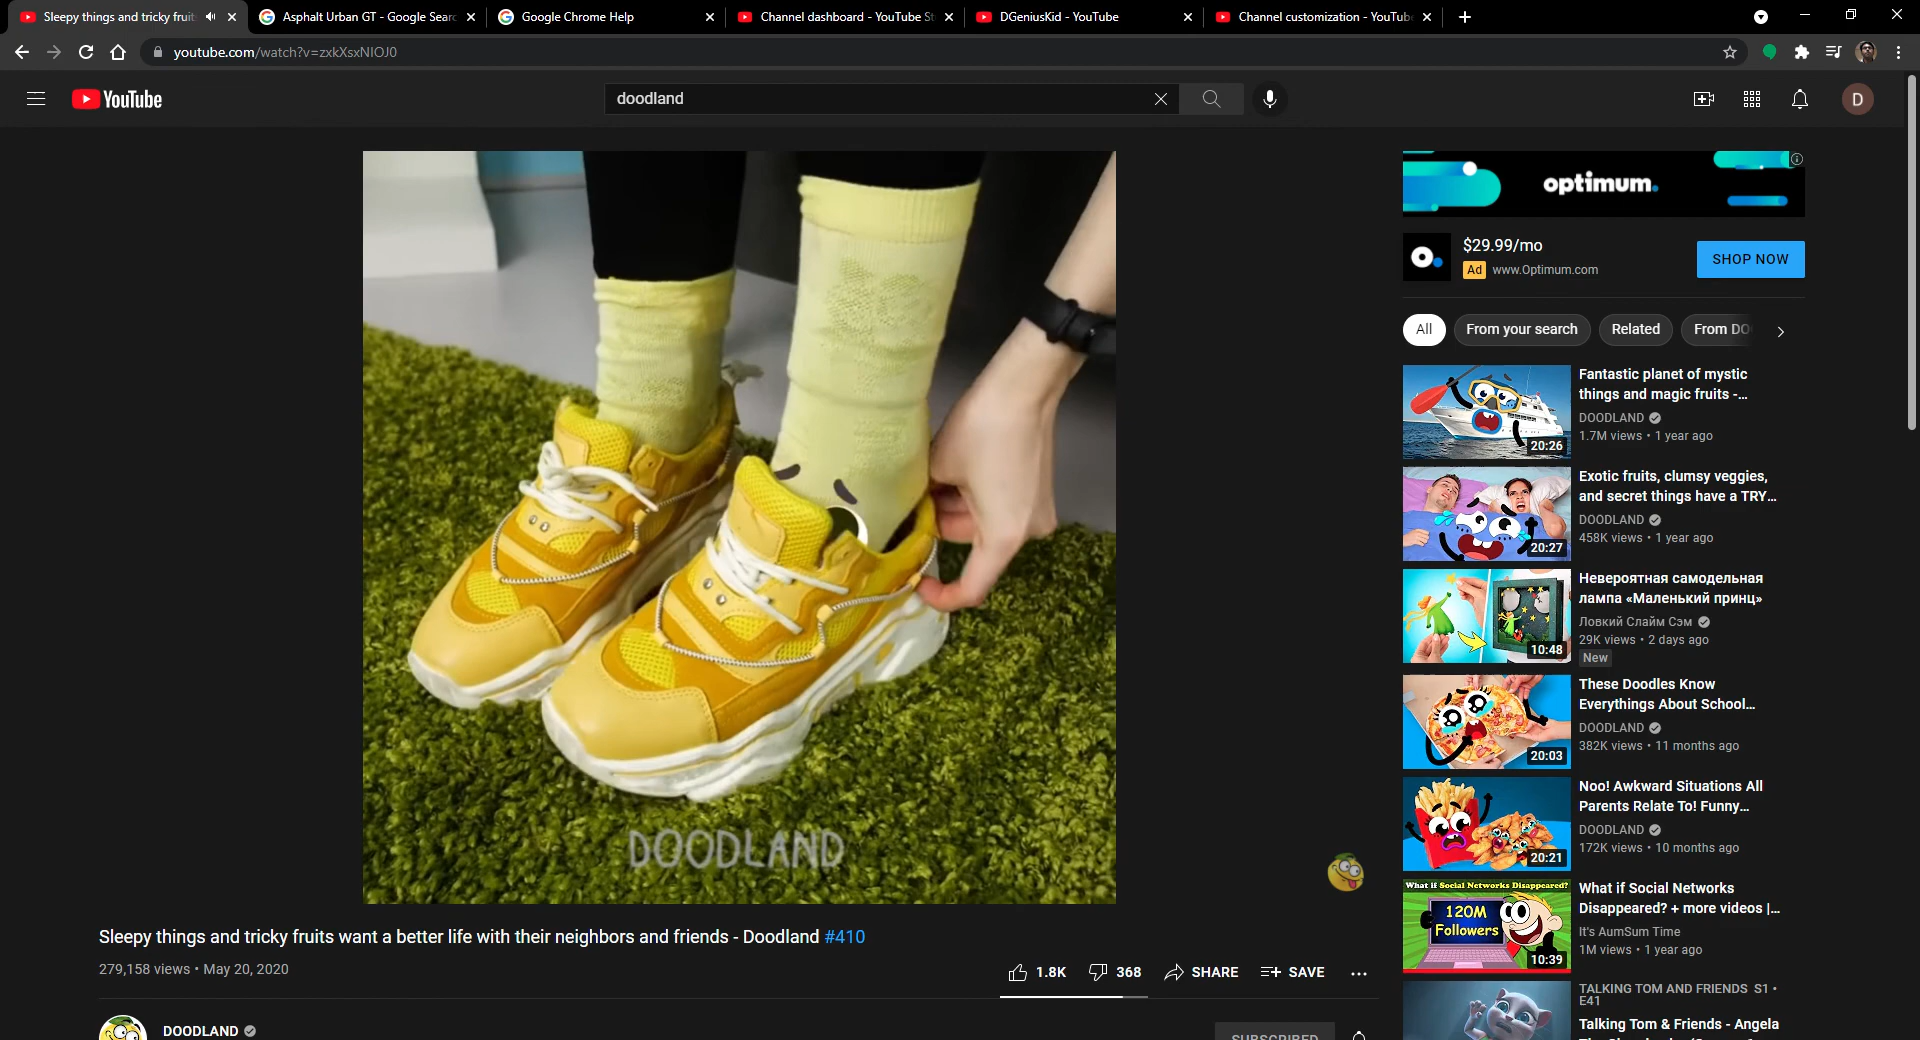 Sleepy things and tricky fruit
Asphalt Urban GT - Google Searc
Google Chrome Help
Channel dashboard - YouTube St
DGeniusKid - YouTube
Channel customization - YouTub
youtube.com/watch?v=zxkXsxNIOJ0
YouTube
doodland
D
optimum.
$29.99/mo
Ad www.Optimum.com
SHOP NOW
All
From your search
Related
From DO
Fantastic planet of mystic
things and magic fruits -...
DOODLAND
1.7M views • 1 year ago
20:26
Exotic fruits, clumsy veggies,
and secret things have a TRY...
DOODLAND
458K views • 1 year ago
20:27
Невероятная самодельная
лампа «Маленький принц»
Ловкий Слайм Сэм
29K views • 2 days ago
New
10:48
These Doodles Know
Everythings About School...
DOODLAND
382K views • 11 months ago
20:03
Noo! Awkward Situations All
Parents Relate To! Funny...
DOODLAND
172K views • 10 months ago
20:21
What if Social Networks Disappeared?
120M
Followers
10:39
What if Social Networks
Disappeared? + more videos |...
It's AumSum Time
1M views • 1 year ago
TALKING TOM AND FRIENDS S1 •
E41
Talking Tom & Friends - Angela
DOODLAND
Sleepy things and tricky fruits want a better life with their neighbors and friends - Doodland #410
279,158 views • May 20, 2020
1.8K
368
SHARE
SAVE
DOODLAND
SUBSCRIBED